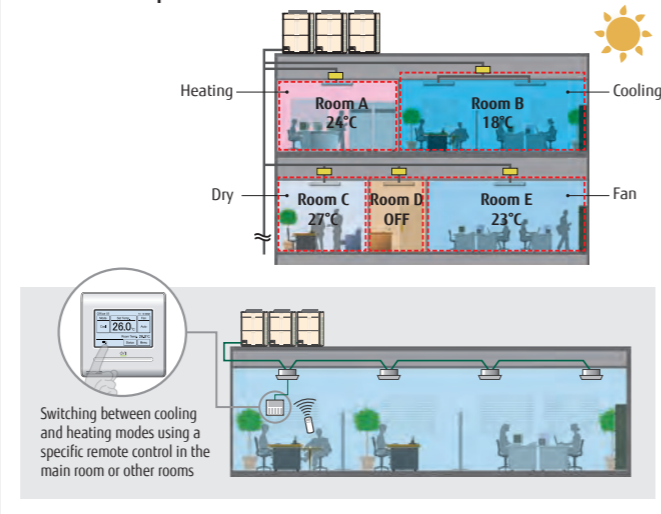 Heating
Cooling
Room A
24°C
Room B
18°C
Dry
Fan
Room C
27°C
Room D
OFF
Room E
23°C
26.0
Switching between cooling
and heating modes using a
specific remote control in the
main room or other rooms